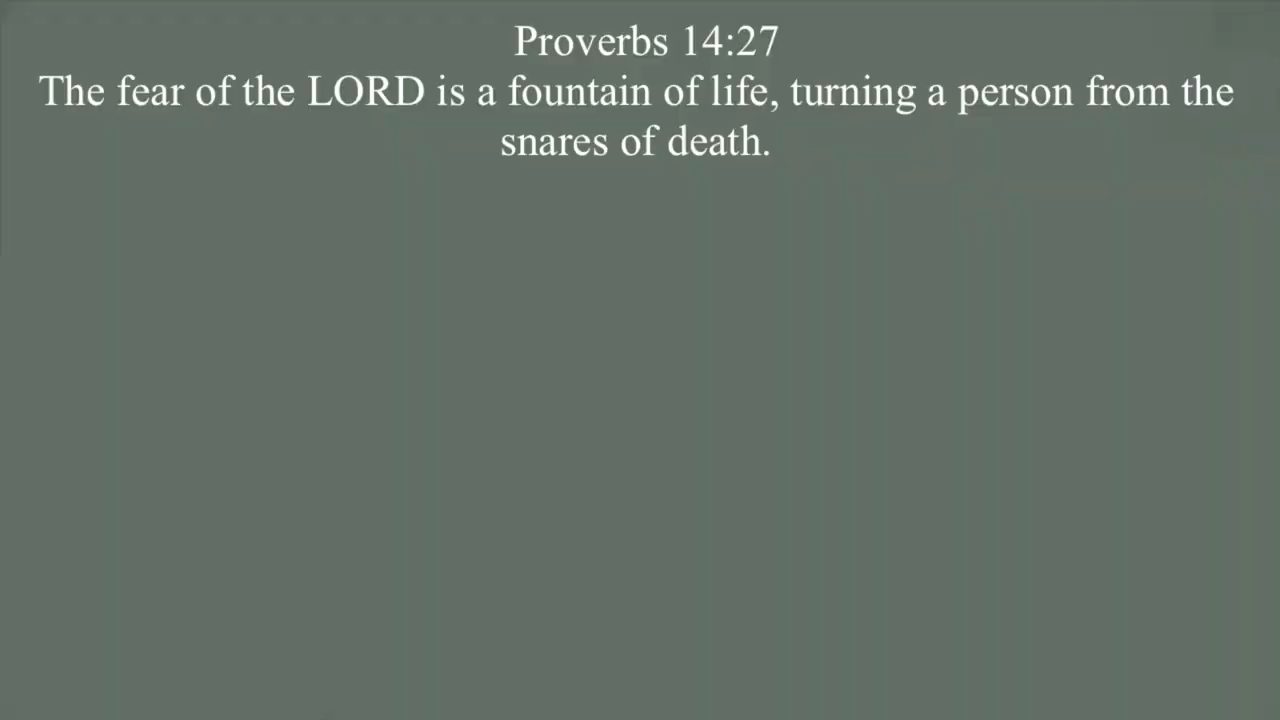 Proverbs 14:27
The fear of the LORD is a fountain of life, turning a person from the
snares of death.